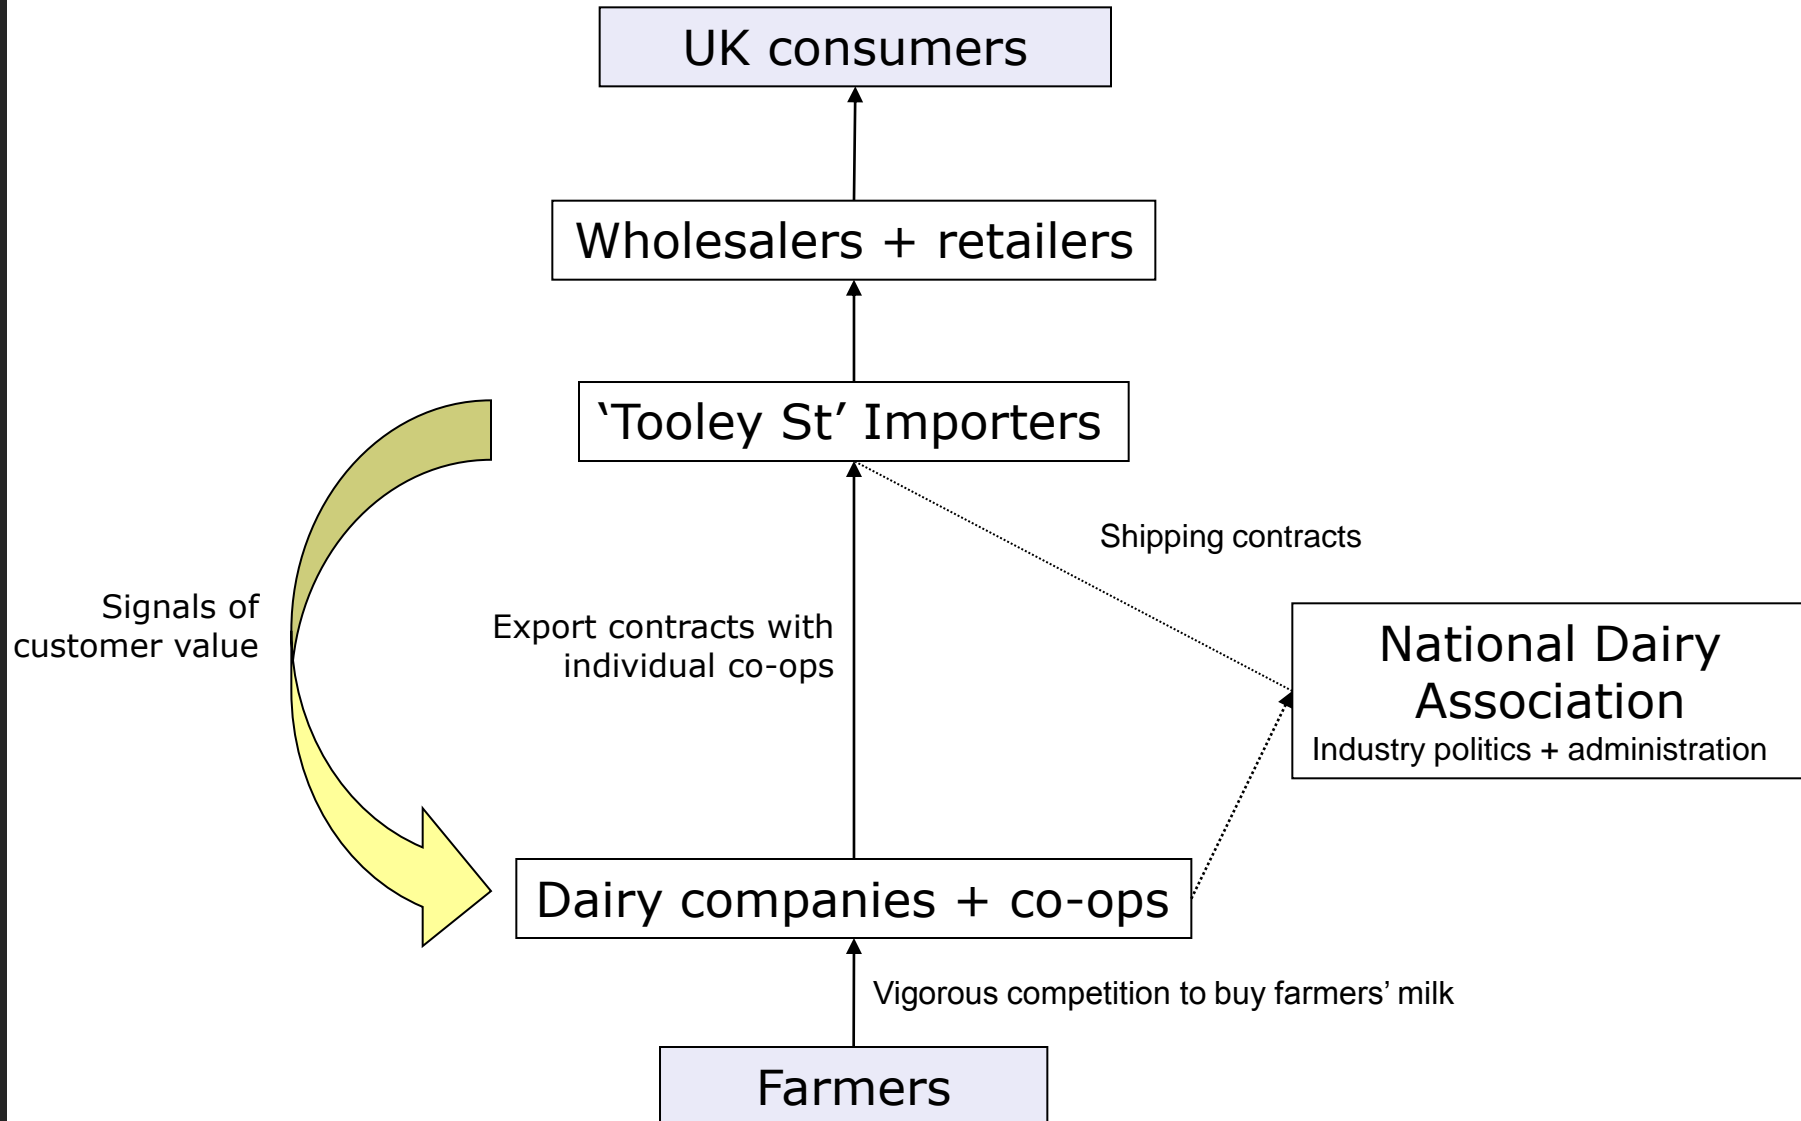 UK consumers
Wholesalers + retailers
‘Tooley St’ Importers
Shipping contracts
Signals of
customer value
Export contracts with
individual co-ops
National Dairy
Association
Industry politics + administration
Dairy companies + co-ops
Vigorous competition to buy farmers’ milk
Farmers